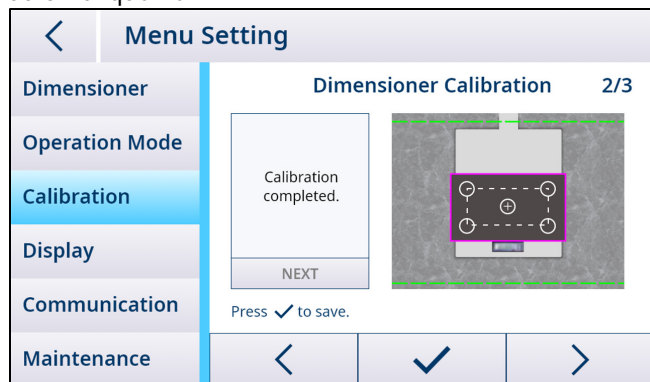 Menu Setting
Dimensioner
Operation Mode
Calibration
Display
Communication
Maintenance
Dimensioner Calibration 2/3
Calibration
completed.
NEXT
Press ✓ to save.